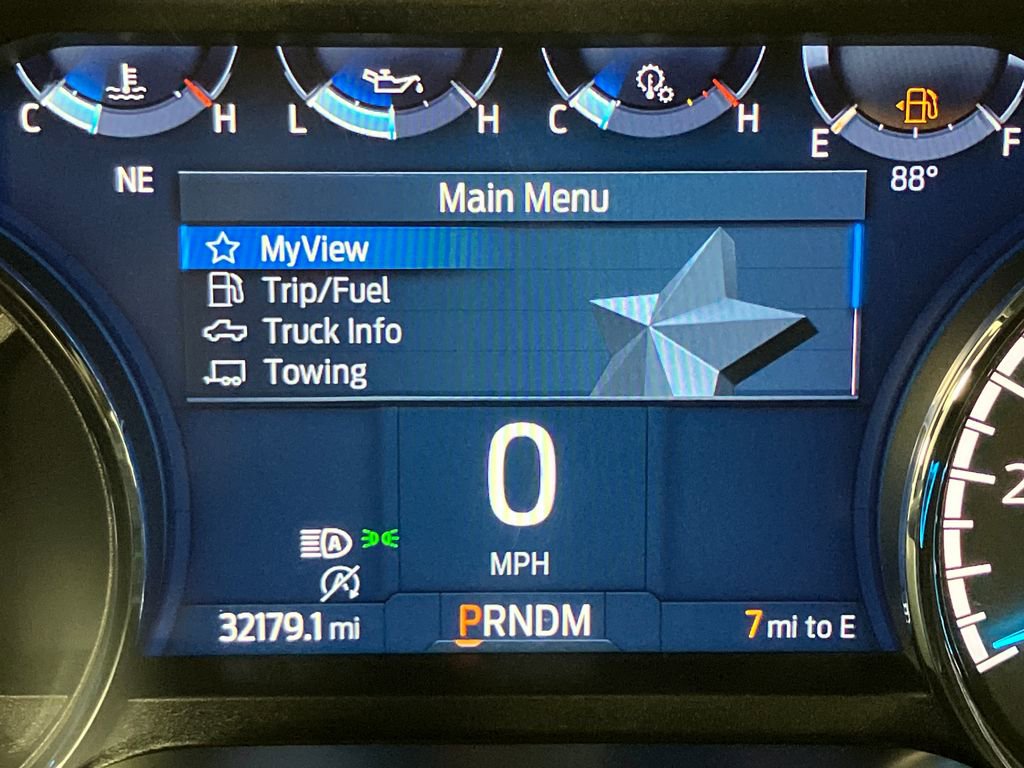 C H L H C H E F
NE
88°
Main Menu
MyView
Trip/Fuel
Truck Info
Towing
0
MPH
A
A
32179.1 mi
PRNDM
7 mi to E
2